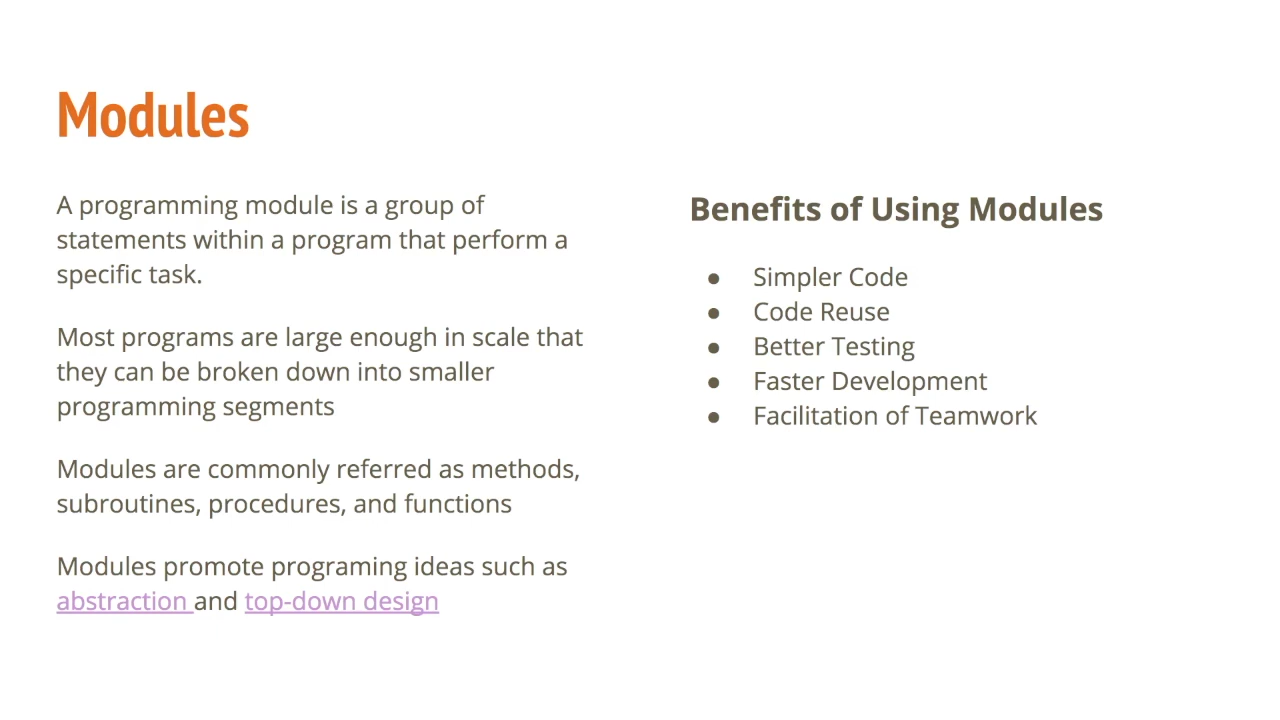 Modules
A programming module is a group of
statements within a program that perform a
specific task.
Most programs are large enough in scale that
they can be broken down into smaller
programming segments
Modules are commonly referred as methods,
subroutines, procedures, and functions
Modules promote programing ideas such as
abstraction and top-down design
Benefits of Using Modules
● Simpler Code
● Code Reuse
● Better Testing
● Faster Development
● Facilitation of Teamwork